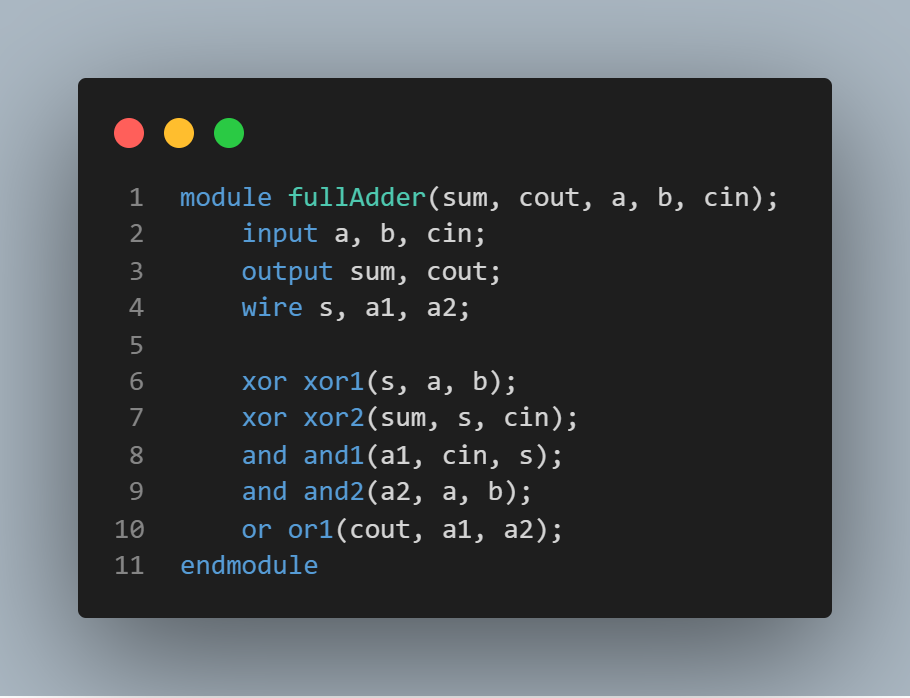 1 module fullAdder(sum, cout, a, b, cin);
2     input a, b, cin;
3     output sum, cout;
4     wire s, a1, a2;
5
6     xor xor1(s, a, b);
7     xor xor2(sum, s, cin);
8     and and1(a1, cin, s);
9     and and2(a2, a, b);
10     or or1(cout, a1, a2);
11 endmodule